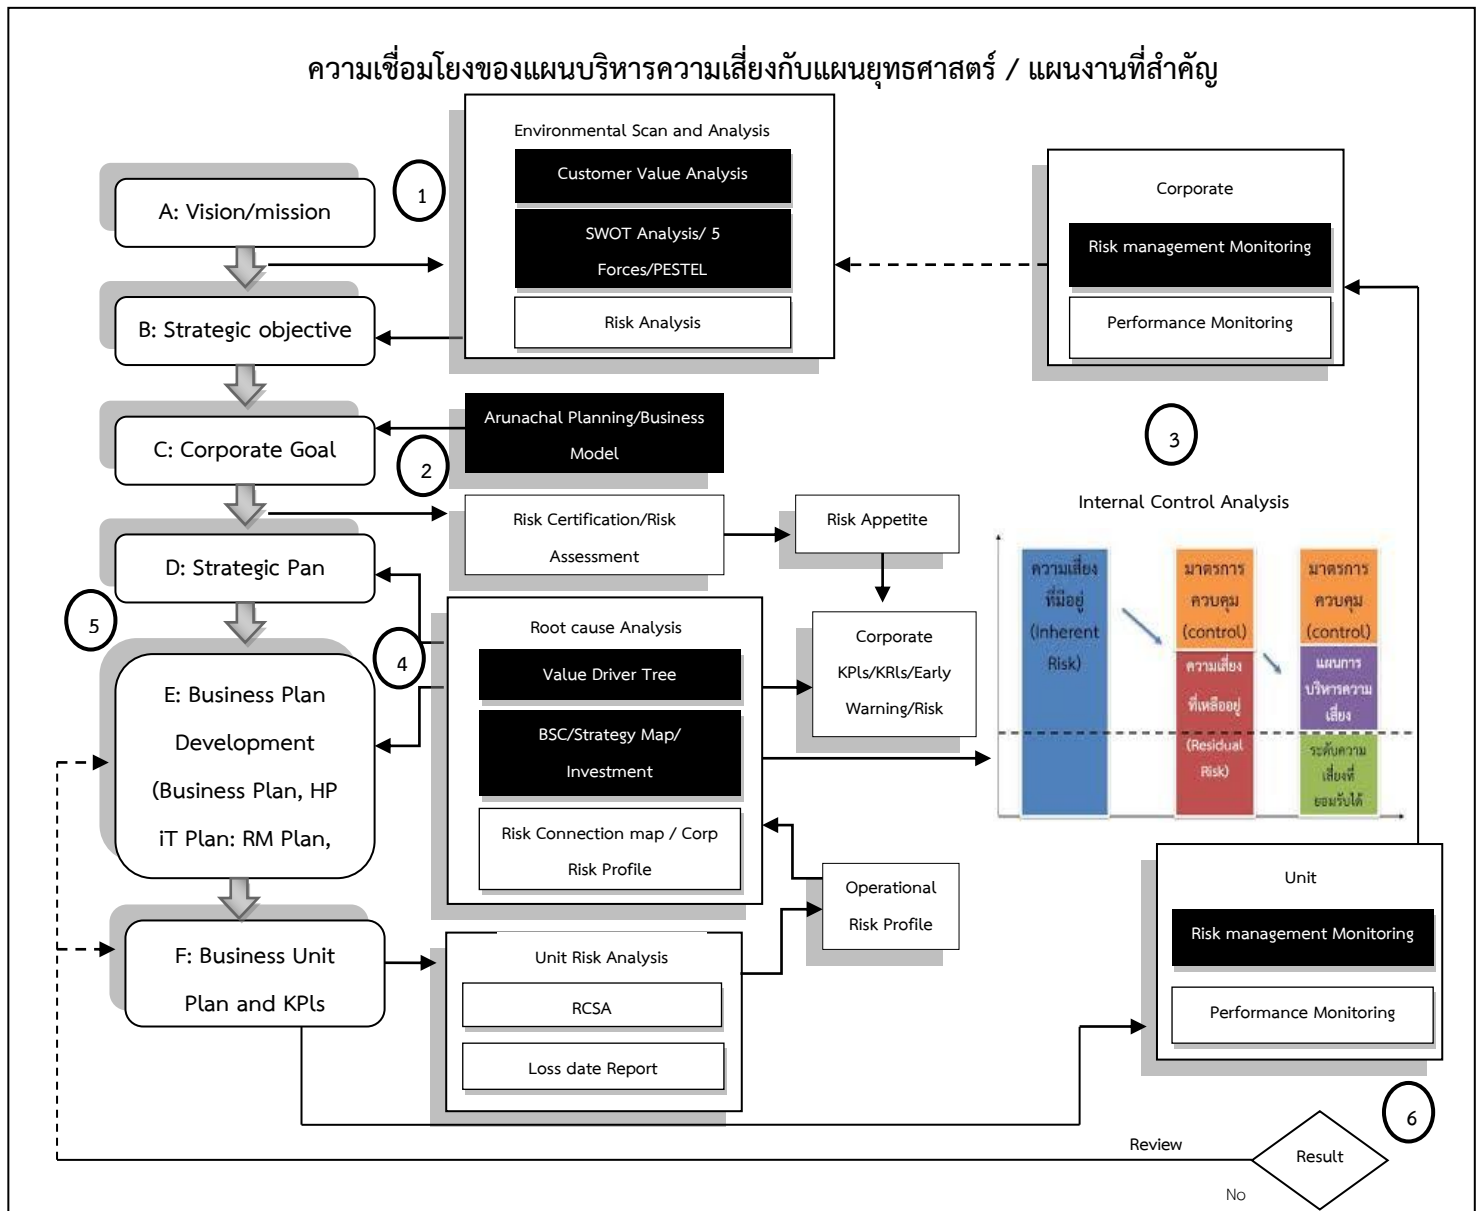 ความเชื่อมโยงของแผนบริหารความเสี่ยงกับแผนยุทธศาสตร์ / แผนงานที่สำคัญ
Environmental Scan and Analysis
Customer Value Analysis
SWOT Analysis/ 5
Forces/PESTEL
Risk Analysis
1
A: Vision/mission
B: Strategic objective
C: Corporate Goal
D: Strategic Pan
E: Business Plan
Development
(Business Plan, HP
iT Plan: RM Plan,
F: Business Unit
Plan and KPls
Corporate
Risk management Monitoring
Performance Monitoring
Arunachal Planning/Business
Model
2
Risk Certification/Risk
Assessment
Risk Appetite
Corporate
KPls/KRls/Early
Warning/Risk
3
Internal Control Analysis
ความเสี่ยง
ที่มีอยู่
(Inherent
Risk)
มาตรการ
ควบคุม
(control)
ความเสี่ยง
ที่เหลืออยู่
(Residual
Risk)
มาตรการ
ควบคุม
(control)
แผนการ
บริหารความ
เสี่ยง
ระดับความ
เสี่ยงที่
ยอมรับได้
5
4
Root cause Analysis
Value Driver Tree
BSC/Strategy Map/
Investment
Risk Connection map / Corp
Risk Profile
Operational
Risk Profile
Unit Risk Analysis
RCSA
Loss date Report
Unit
Risk management Monitoring
Performance Monitoring
6
Result
Review
No